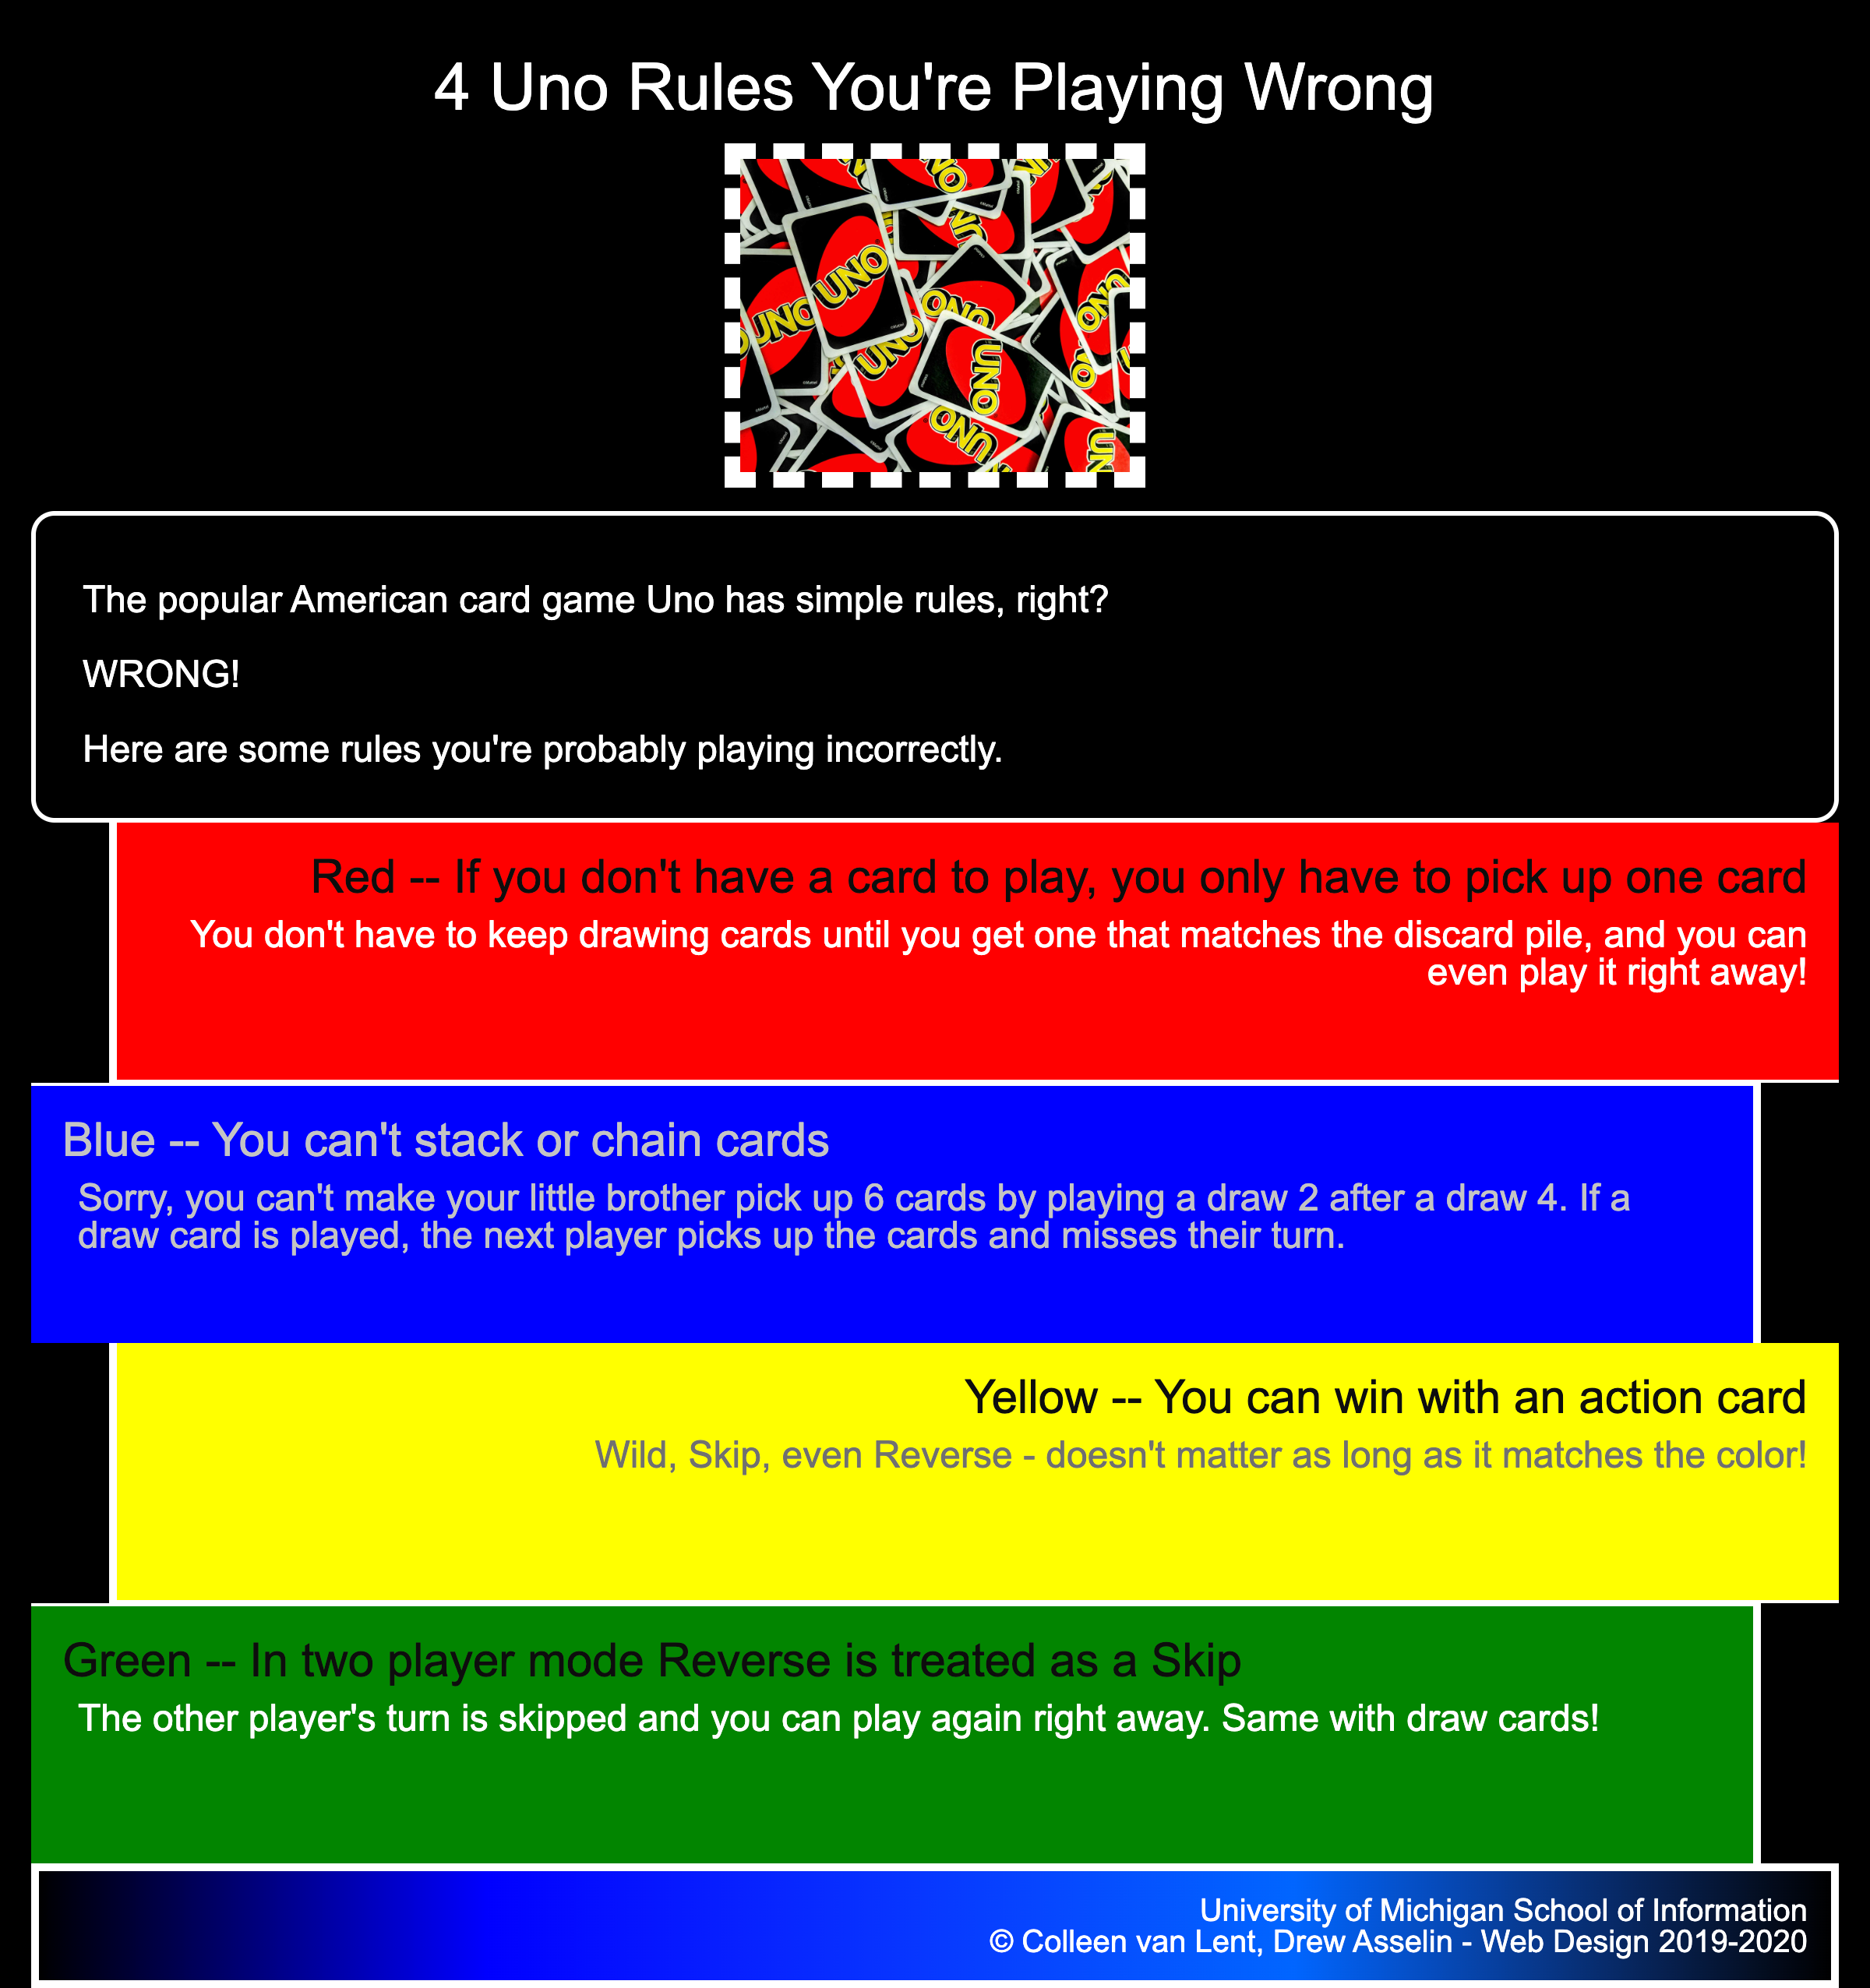 4 Uno Rules You're Playing Wrong
UNO
UNO
UNO
UNO
UNO
UNO
The popular American card game Uno has simple rules, right?
WRONG!
Here are some rules you're probably playing incorrectly.
Red -- If you don't have a card to play, you only have to pick up one card
You don't have to keep drawing cards until you get one that matches the discard pile, and you can
even play it right away!
Blue -- You can't stack or chain cards
Sorry, you can't make your little brother pick up 6 cards by playing a draw 2 after a draw 4. If a
draw card is played, the next player picks up the cards and misses their turn.
Yellow -- You can win with an action card
Wild, Skip, even Reverse - doesn't matter as long as it matches the color!
Green -- In two player mode Reverse is treated as a Skip
The other player's turn is skipped and you can play again right away. Same with draw cards!
University of Michigan School of Information
© Colleen van Lent, Drew Asselin - Web Design 2019-2020